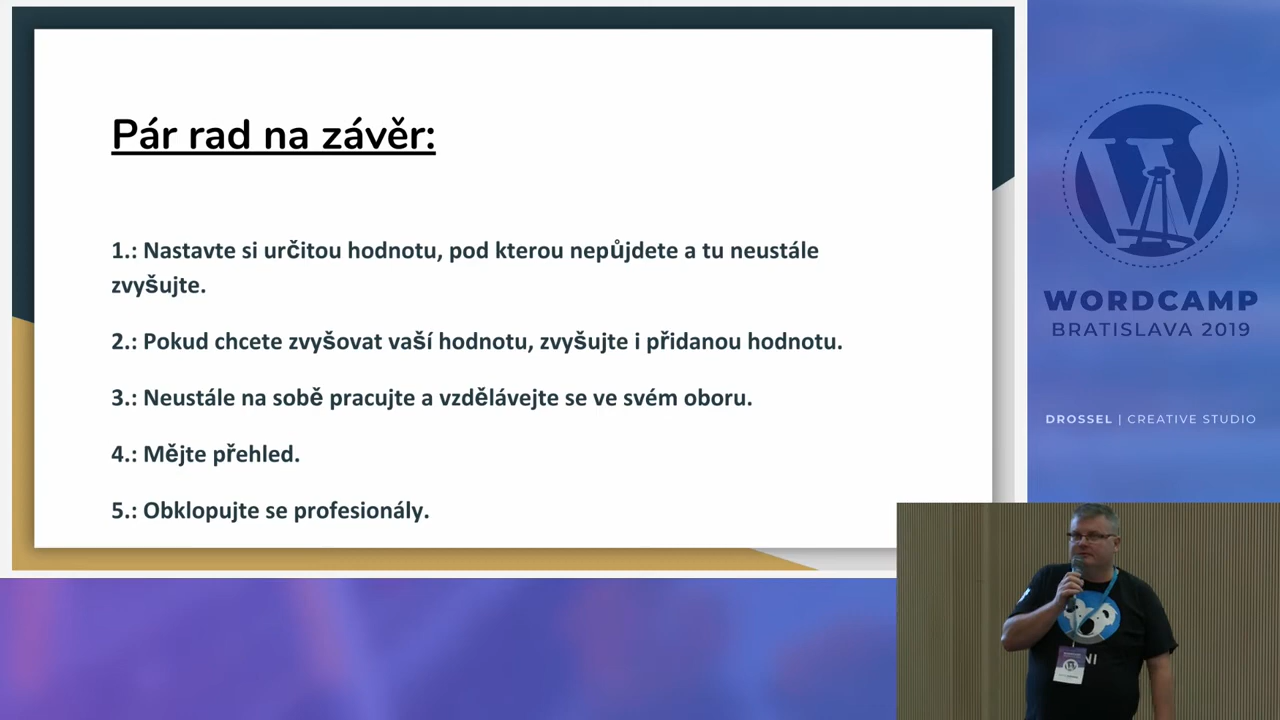 Pár rad na závěr:
1.: Nastavte si určitou hodnotu, pod kterou nepůjdete a tu neustále
zvyšujte.
2.: Pokud chcete zvyšovat vaší hodnotu, zvyšujte i přidanou hodnotu.
3.: Neustále na sobě pracujte a vzdělávejte se ve svém oboru.
4.: Mějte přehled.
5.: Obklopujte se profesionály.
WORDCAMP
BRATISLAVA 2019
DROSSEL | CREATIVE STUDIO